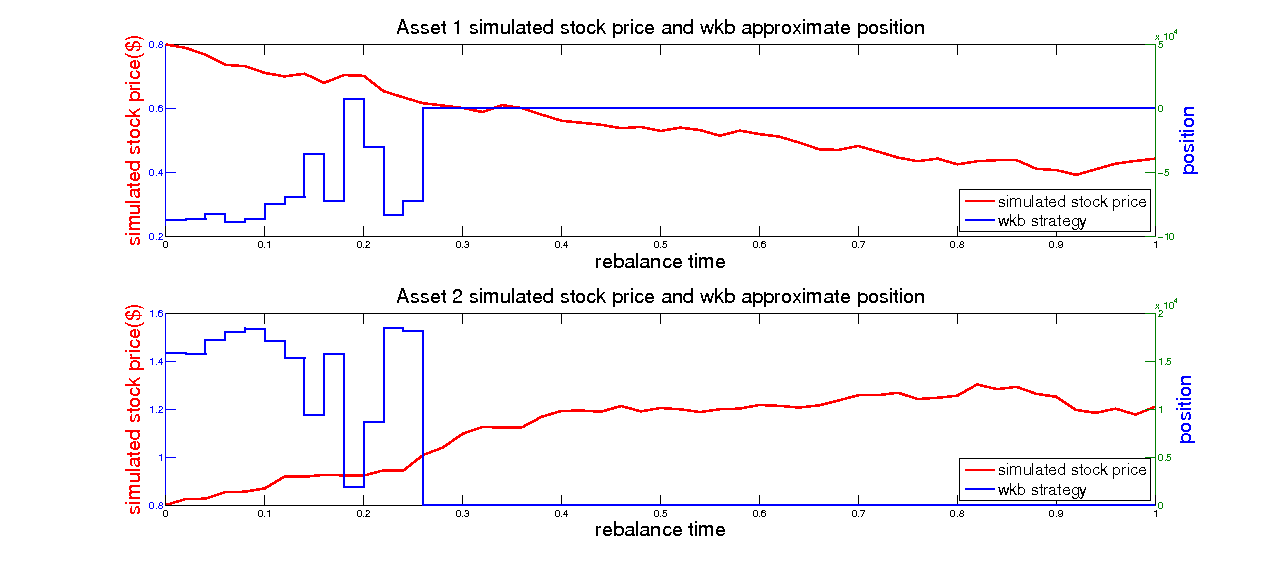 Asset 1 simulated stock price and wkb approximate position
x 10^4
simulated stock price($)
0.8
0.6
0.4
0.2
5
0
-5
-10
position
simulated stock price
wkb strategy
0 0.1 0.2 0.3 0.4 0.5 0.6 0.7 0.8 0.9 1
rebalance time
Asset 2 simulated stock price and wkb approximate position
x 10^4
simulated stock price($)
1.6
1.4
1.2
1
0.8
2
1.5
1
0.5
0
position
simulated stock price
wkb strategy
0 0.1 0.2 0.3 0.4 0.5 0.6 0.7 0.8 0.9 1
rebalance time